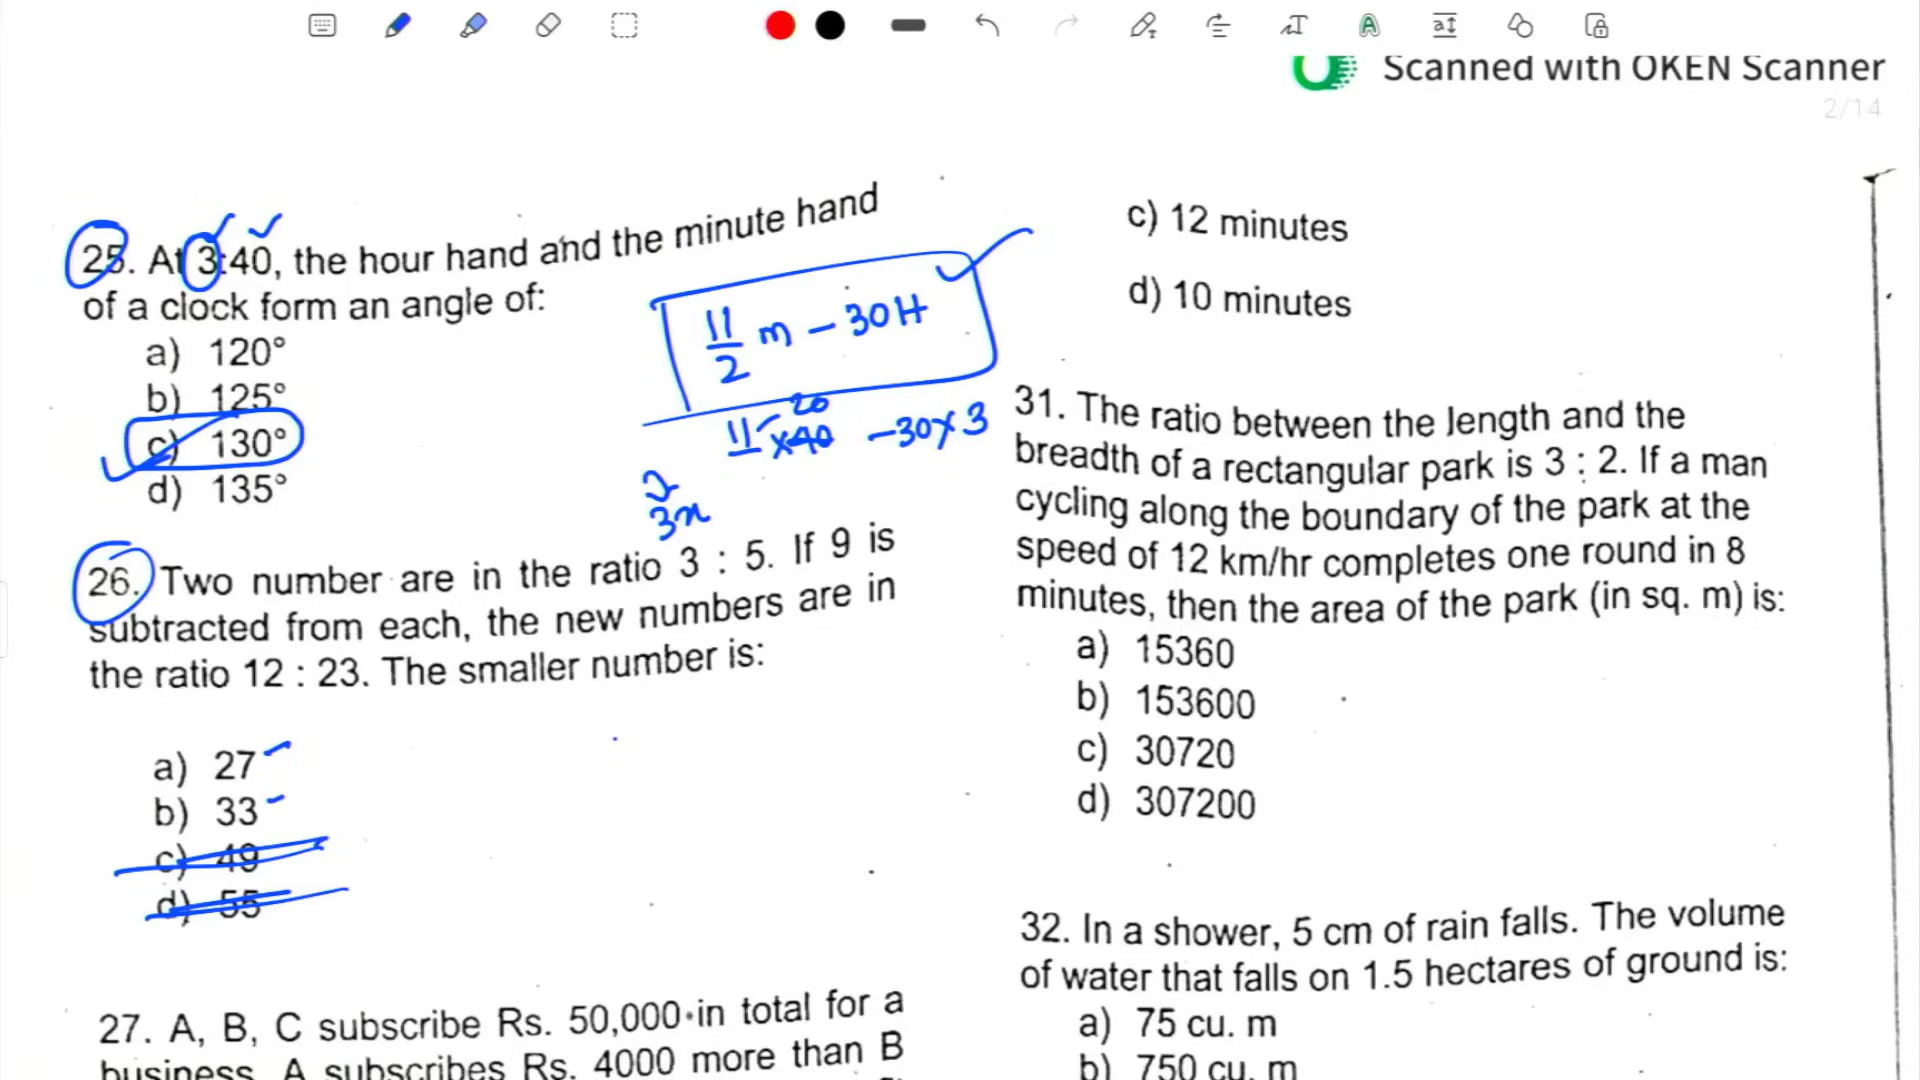 Scanned with OKEN Scanner
2/14
25. At 3:40, the hour hand and the minute hand
of a clock form an angle of:
a) 120°
b) 125°
c) 130°
d) 135°
11/2 m - 30H
20
11 x 40 - 30 x 3
3x
26. Two number are in the ratio 3 : 5. If 9 is
subtracted from each, the new numbers are in
the ratio 12 : 23. The smaller number is:
a) 27
b) 33
c) 49
d) 55
27. A, B, C subscribe Rs. 50,000 in total for a
business. A subscribes Rs. 4000 more than B
c) 12 minutes
d) 10 minutes
31. The ratio between the length and the
breadth of a rectangular park is 3 : 2. If a man
cycling along the boundary of the park at the
speed of 12 km/hr completes one round in 8
minutes, then the area of the park (in sq. m) is:
a) 15360
b) 153600
c) 30720
d) 307200
32. In a shower, 5 cm of rain falls. The volume
of water that falls on 1.5 hectares of ground is:
a) 75 cu. m
b) 750 cu. m